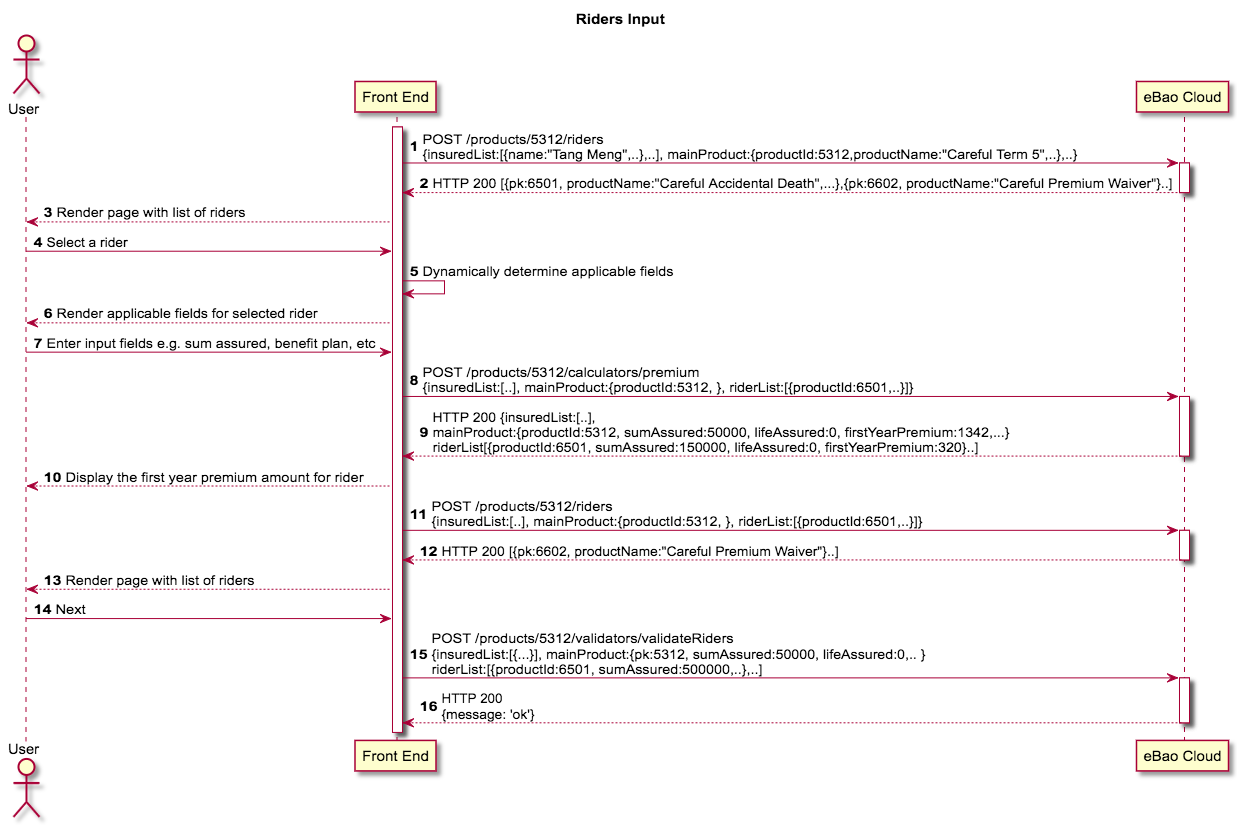 Riders Input
User
Front End
eBao Cloud
1 POST /products/5312/riders
{insuredList:[{name:"Tang Meng",..},..], mainProduct:{productId:5312,productName:"Careful Term 5",..},..}
2 HTTP 200 [{pk:6501, productName:"Careful Accidental Death",...},{pk:6602, productName:"Careful Premium Waiver"}..]
3 Render page with list of riders
4 Select a rider
5 Dynamically determine applicable fields
6 Render applicable fields for selected rider
7 Enter input fields e.g. sum assured, benefit plan, etc
8 POST /products/5312/calculators/premium
{insuredList:[..], mainProduct:{productId:5312, }, riderList:[{productId:6501,..}]}
HTTP 200 {insuredList:[..],
9 mainProduct:{productId:5312, sumAssured:50000, lifeAssured:0, firstYearPremium:1342,...}
riderList[{productId:6501, sumAssured:150000, lifeAssured:0, firstYearPremium:320}..]
10 Display the first year premium amount for rider
11 POST /products/5312/riders
{insuredList:[..], mainProduct:{productId:5312, }, riderList:[{productId:6501,..}]}
12 HTTP 200 [{pk:6602, productName:"Careful Premium Waiver"}..]
13 Render page with list of riders
14 Next
POST /products/5312/validators/validateRiders
15 {insuredList:[{...}], mainProduct:{pk:5312, sumAssured:50000, lifeAssured:0,.. }
riderList:[{productId:6501, sumAssured:500000,..},..]
16 HTTP 200
{message: 'ok'}
User
Front End
eBao Cloud